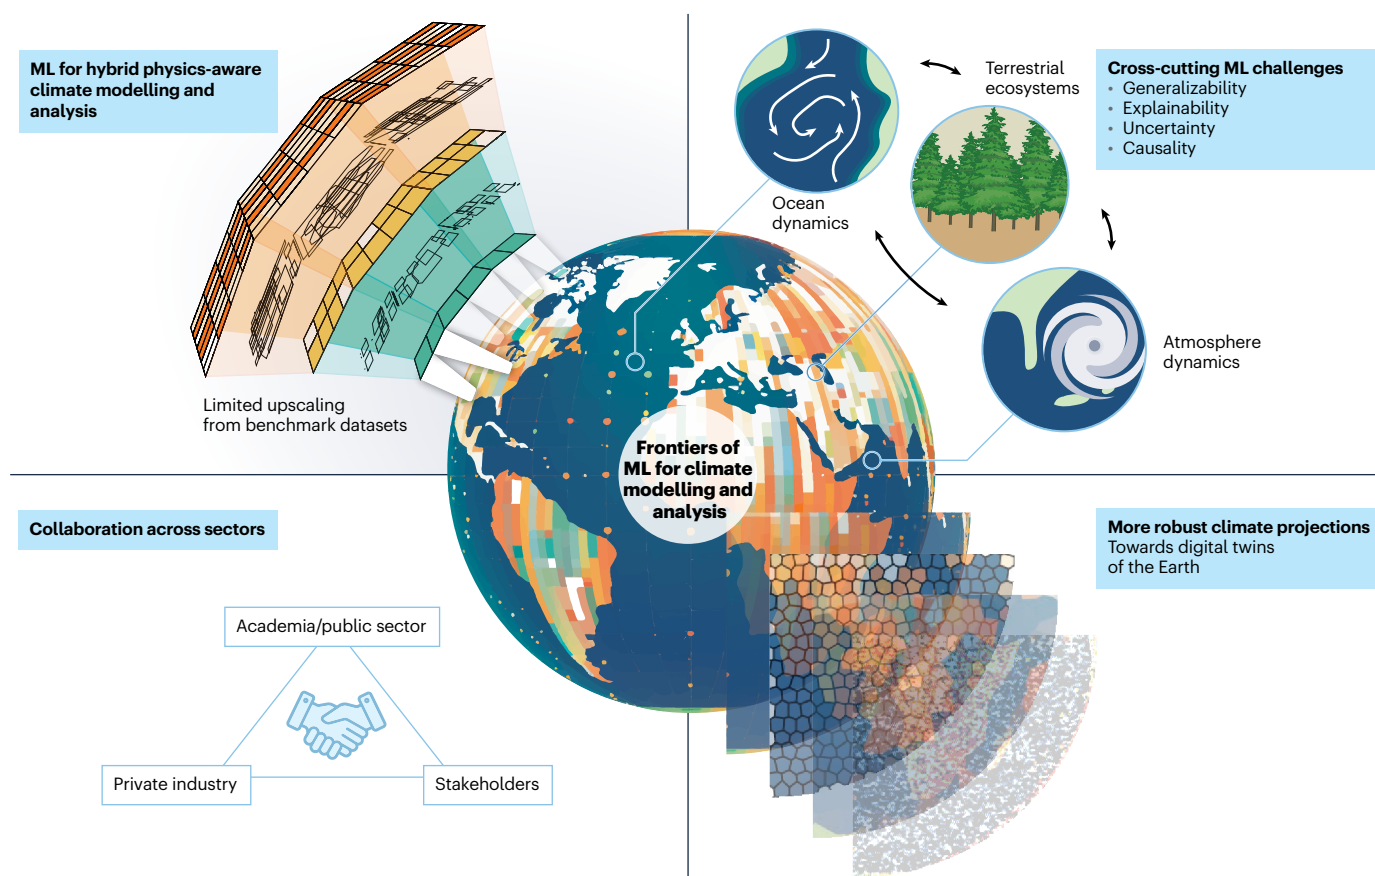 ML for hybrid physics-aware
climate modelling and
analysis
Limited upscaling
from benchmark datasets
Ocean
dynamics
Terrestrial
ecosystems
Atmosphere
dynamics
Cross-cutting ML challenges
• Generalizability
• Explainability
• Uncertainty
• Causality
Frontiers of
ML for climate
modelling and
analysis
Collaboration across sectors
Academia/public sector
Private industry
Stakeholders
More robust climate projections
Towards digital twins
of the Earth